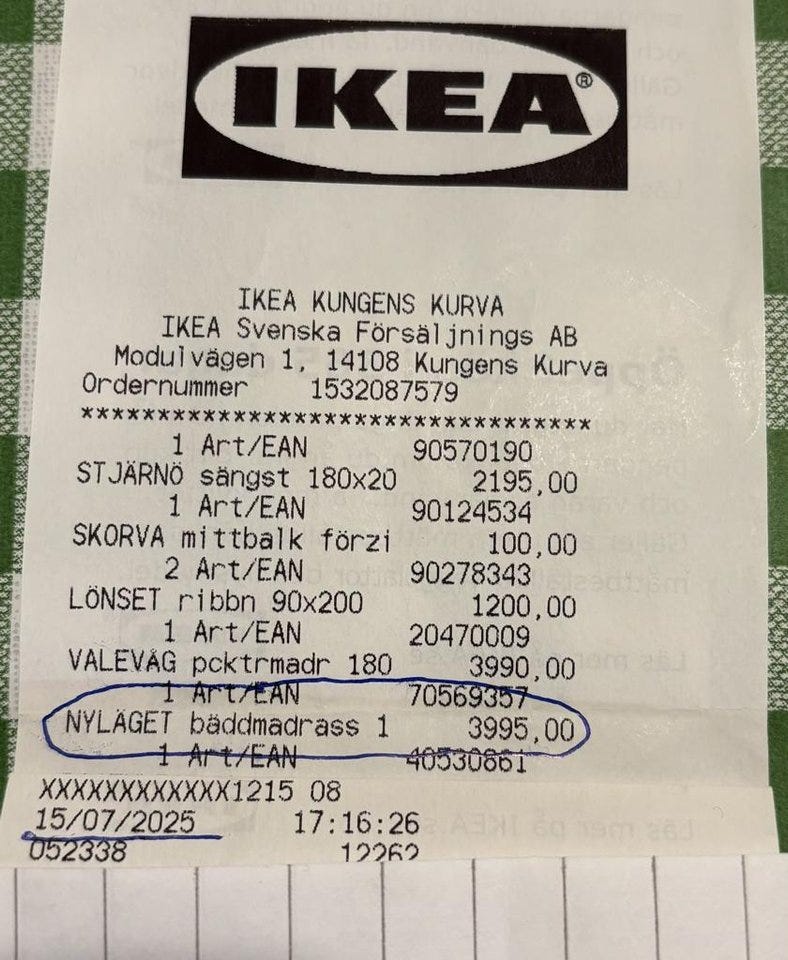 IKEA®
IKEA KUNGENS KURVA
IKEA Svenska Försäljnings AB
Modulvägen 1, 14108 Kungens Kurva
Ordernummer 1532087579
**********************************
1 Art/EAN 90570190
STJÄRNÖ sängst 180x20 2195,00
1 Art/EAN 90124534
SKORVA mittbalk förzi 100,00
2 Art/EAN 90278343
LÖNSET ribbn 90x200 1200,00
1 Art/EAN 20470009
VALEVÅG pcktrmadr 180 3990,00
1 Art/EAN 70569357
NYLÄGET bäddmadrass 1 3995,00
1 Art/EAN 40530861
XXXXXXXXXXXX1215 08
15/07/2025 17:16:26
052338 12262